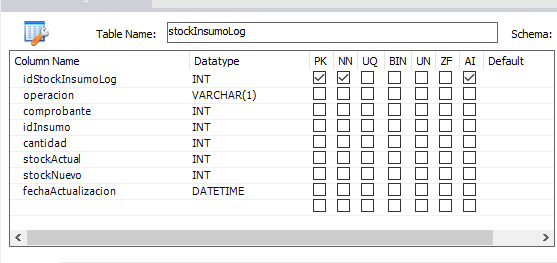 Table Name: stockInsumoLog Schema:
Column Name Datatype PK NN UQ BIN UN ZF AI Default
idStockInsumoLog INT
operacion VARCHAR(1)
comprobante INT
idInsumo INT
cantidad INT
stockActual INT
stockNuevo INT
fechaActualizacion DATETIME